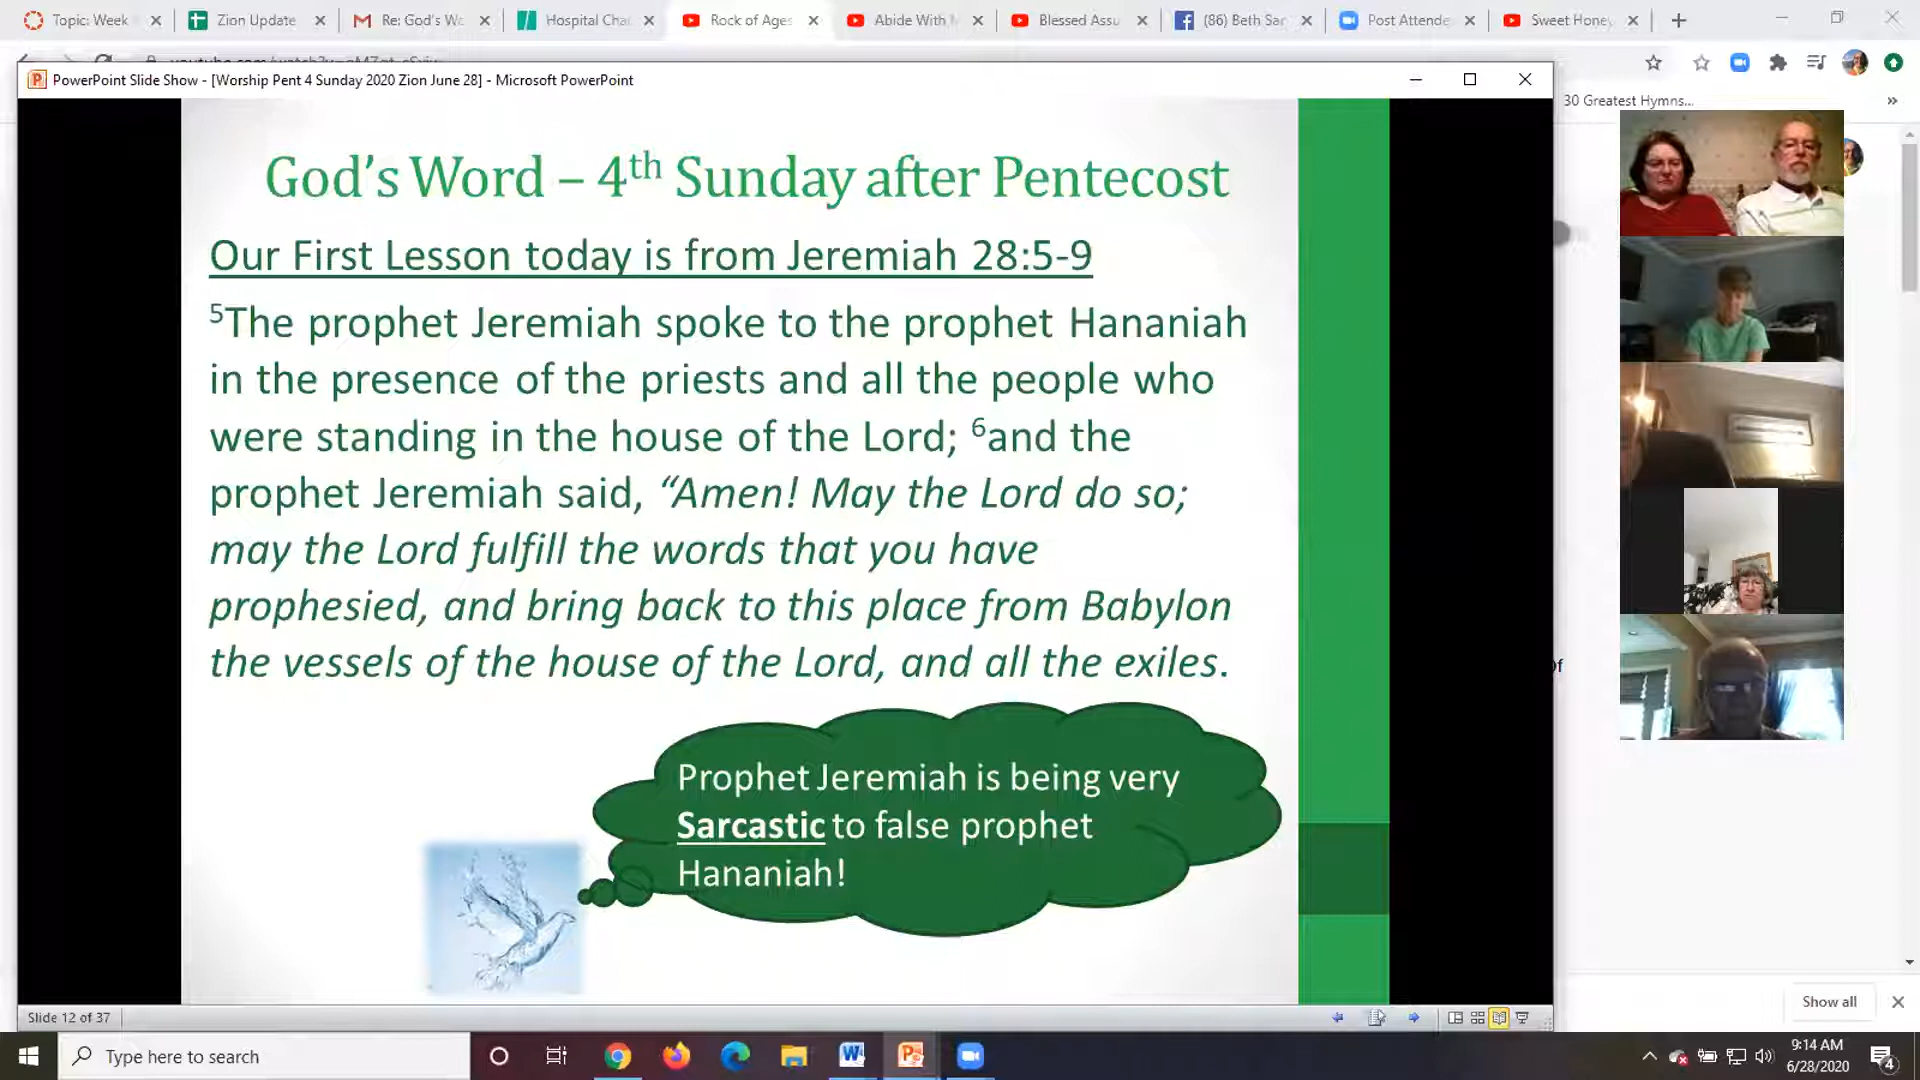 Topic: Week
Zion Update
Re: God's Wo
Hospital Cha
Rock of Ages
Abide With
Blessed Assu
(86) Beth Sar
Post Attende
Sweet Honey
PowerPoint Slide Show - [Worship Pent 4 Sunday 2020 Zion June 28] - Microsoft PowerPoint
30 Greatest Hymns...
God's Word – 4th Sunday after Pentecost
Our First Lesson today is from Jeremiah 28:5-9
5The prophet Jeremiah spoke to the prophet Hananiah
in the presence of the priests and all the people who
were standing in the house of the Lord; 6and the
prophet Jeremiah said, “Amen! May the Lord do so;
may the Lord fulfill the words that you have
prophesied, and bring back to this place from Babylon
the vessels of the house of the Lord, and all the exiles.
Prophet Jeremiah is being very
Sarcastic to false prophet
Hananiah!
Slide 12 of 37
Show all
Type here to search
9:14 AM
6/28/2020
4